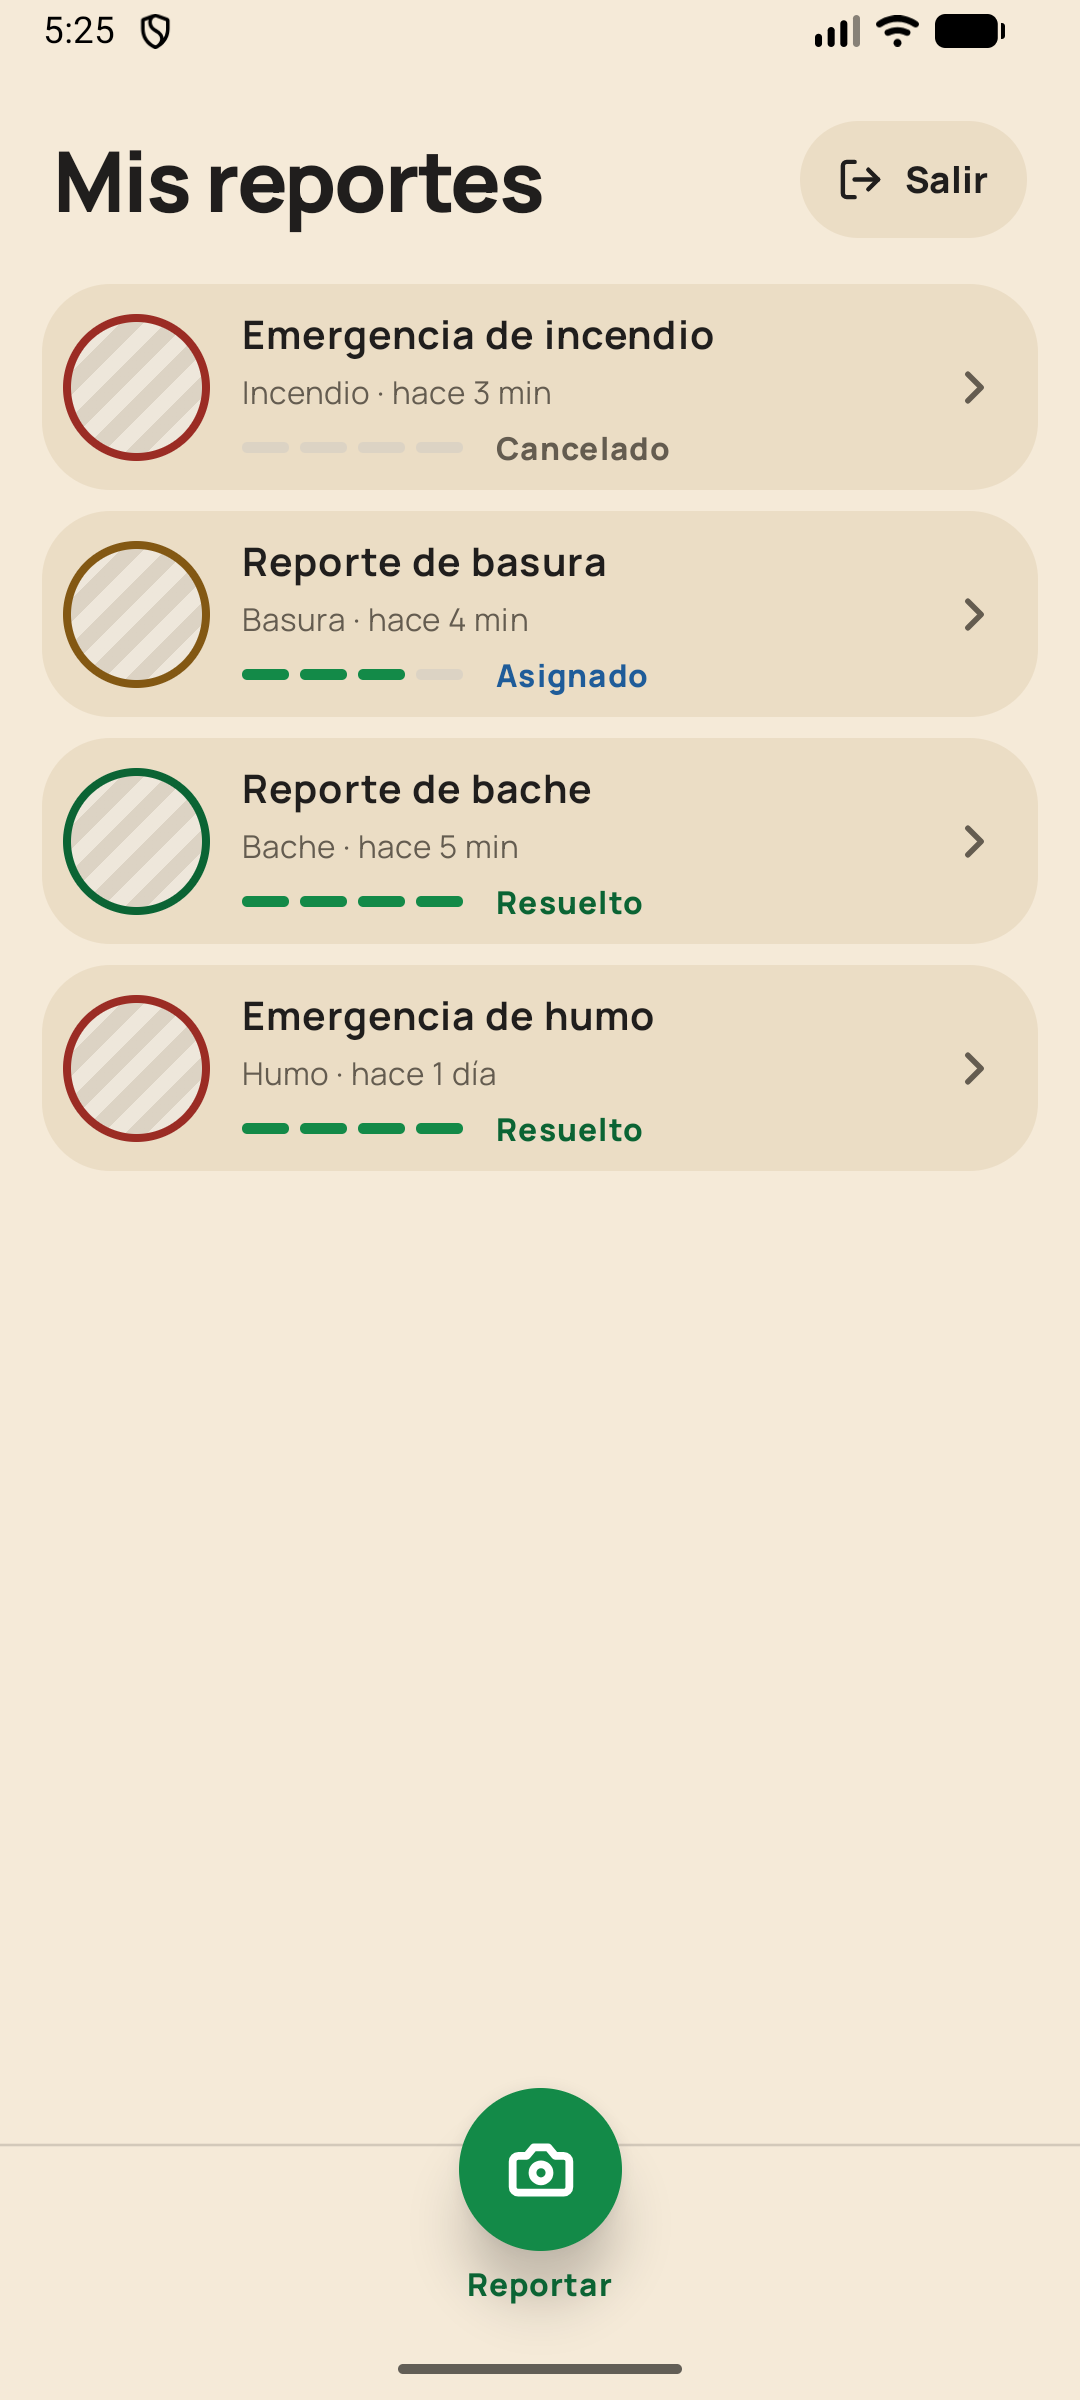 5:25
Mis reportes
Salir
Emergencia de incendio
Incendio · hace 3 min
Cancelado
Reporte de basura
Basura · hace 4 min
Asignado
Reporte de bache
Bache · hace 5 min
Resuelto
Emergencia de humo
Humo · hace 1 día
Resuelto
Reportar